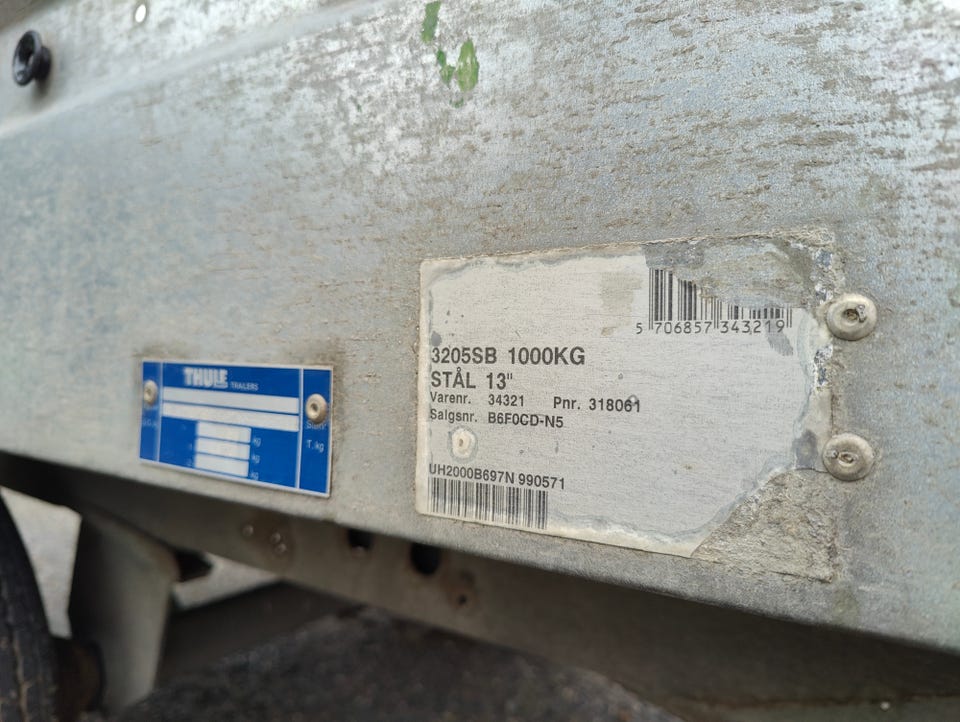 THULE TRAILERS
kg
kg
kg
T. kg
5 706857 343219
3205SB 1000KG
STÅL 13"
Varenr. 34321 Pnr. 318061
Salgsnr. B6F0CD-N5
UH2000B697N 990571